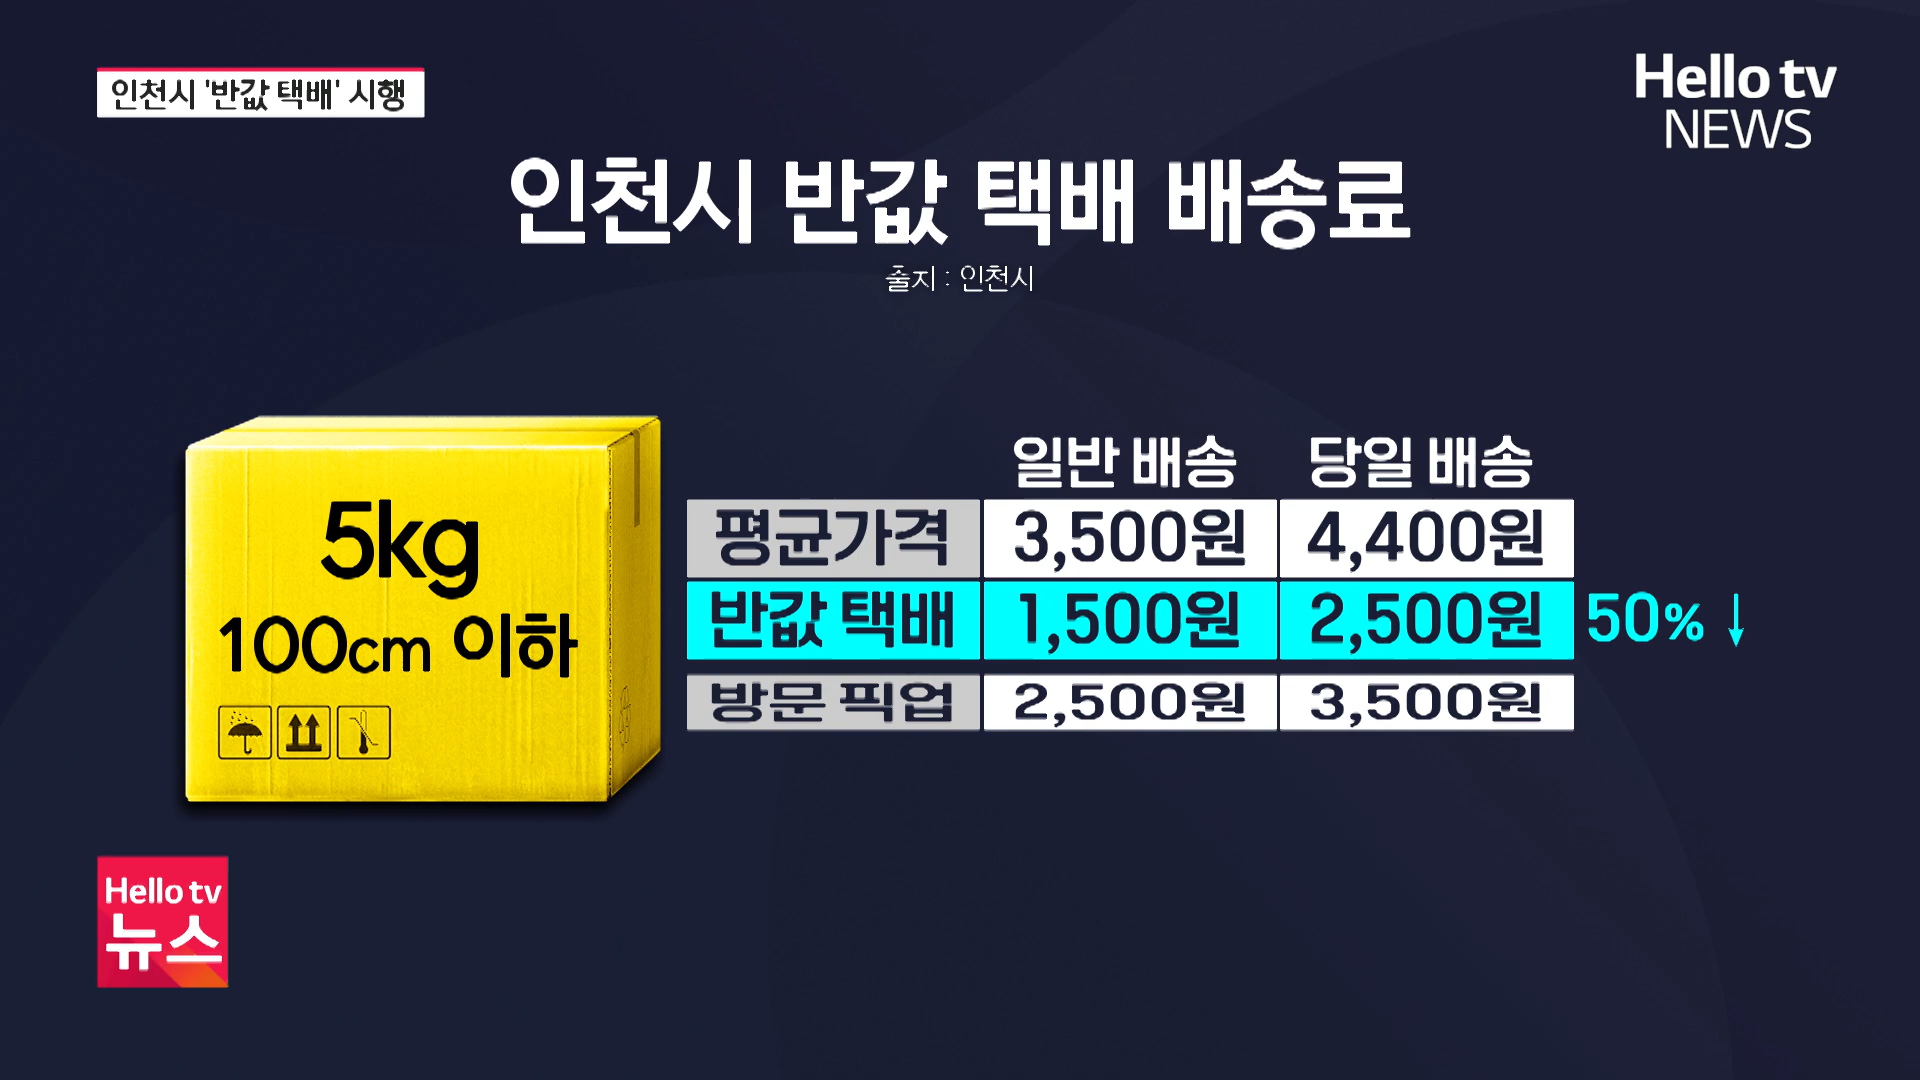 인천시 '반값 택배' 시행
Hello tv
NEWS
인천시 반값 택배 배송료
출처 : 인천시
5kg
100cm 이하
일반 배송 당일 배송
평균가격 3,500원 4,400원
반값 택배 1,500원 2,500원 50% ↓
방문 픽업 2,500원 3,500원
Hello tv
뉴스